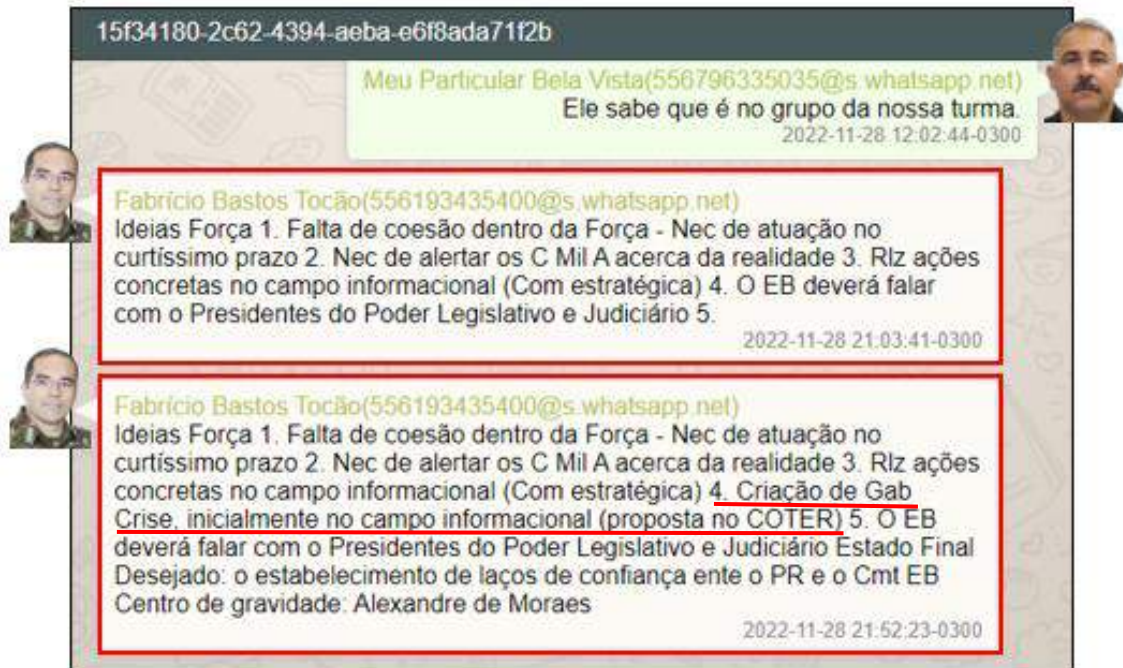 15f34180-2c62-4394-aeba-e6f8ada71f2b
Meu Particular Bela Vista(556796335035@s.whatsapp.net)
Ele sabe que é no grupo da nossa turma.
2022-11-28 12:02:44-0300
Fabrício Bastos Tocão(556193435400@s.whatsapp.net)
Ideias Força 1. Falta de coesão dentro da Força - Nec de atuação no
curtíssimo prazo 2. Nec de alertar os C Mil A acerca da realidade 3. Rlz ações
concretas no campo informacional (Com estratégica) 4. O EB deverá falar
com o Presidentes do Poder Legislativo e Judiciário 5.
2022-11-28 21:03:41-0300
Fabrício Bastos Tocão(556193435400@s.whatsapp.net)
Ideias Força 1. Falta de coesão dentro da Força - Nec de atuação no
curtíssimo prazo 2. Nec de alertar os C Mil A acerca da realidade 3. Rlz ações
concretas no campo informacional (Com estratégica) 4. Criação de Gab
Crise, inicialmente no campo informacional (proposta no COTER) 5. O EB
deverá falar com o Presidentes do Poder Legislativo e Judiciário Estado Final
Desejado: o estabelecimento de laços de confiança ente o PR e o Cmt EB
Centro de gravidade: Alexandre de Moraes
2022-11-28 21:52:23-0300